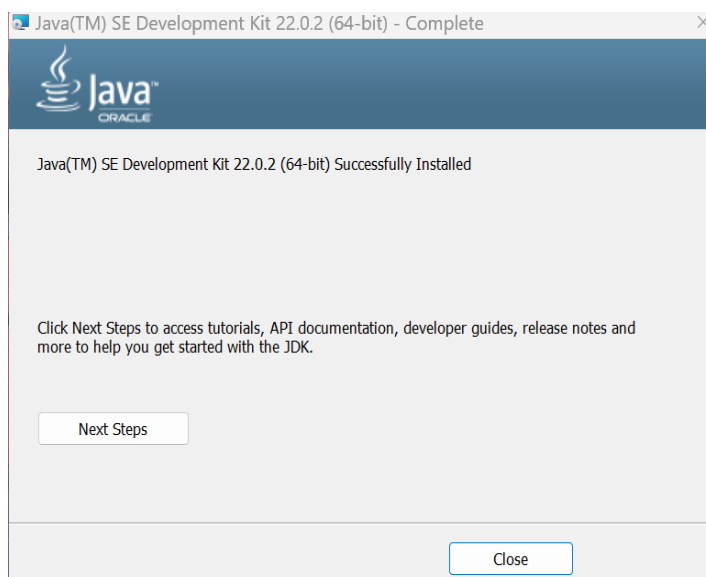 Java(TM) SE Development Kit 22.0.2 (64-bit) - Complete
Java™
ORACLE
Java(TM) SE Development Kit 22.0.2 (64-bit) Successfully Installed
Click Next Steps to access tutorials, API documentation, developer guides, release notes and
more to help you get started with the JDK.
Next Steps
Close